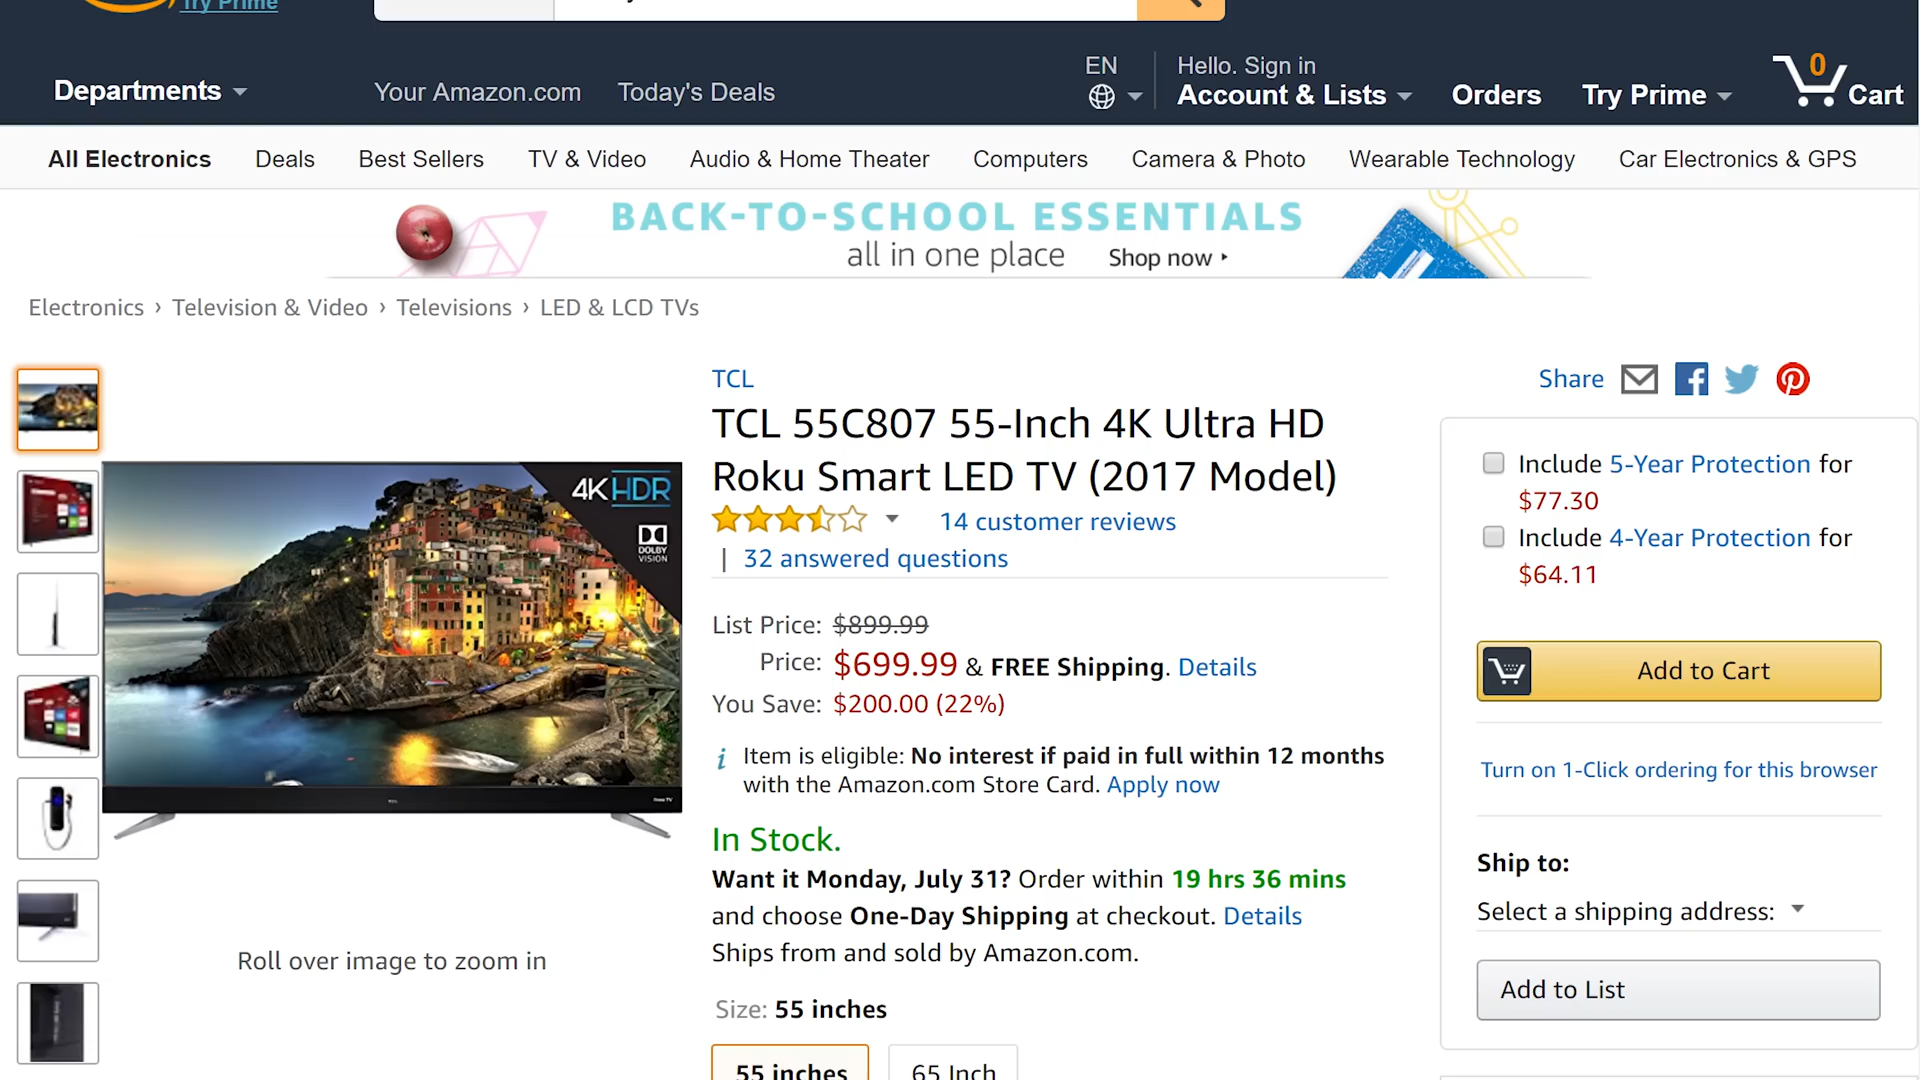 Try Prime
Departments
Your Amazon.com
Today's Deals
EN
Hello. Sign in
Account & Lists
Orders
Try Prime
0
Cart
All Electronics
Deals
Best Sellers
TV & Video
Audio & Home Theater
Computers
Camera & Photo
Wearable Technology
Car Electronics & GPS
BACK-TO-SCHOOL ESSENTIALS
all in one place
Shop now
Electronics › Television & Video › Televisions › LED & LCD TVs
4K HDR
DOLBY
VISION
TCL
Roku TV
Roll over image to zoom in
TCL
TCL 55C807 55-Inch 4K Ultra HD
Roku Smart LED TV (2017 Model)
14 customer reviews
| 32 answered questions
List Price: $899.99
Price: $699.99 & FREE Shipping. Details
You Save: $200.00 (22%)
i Item is eligible: No interest if paid in full within 12 months
with the Amazon.com Store Card. Apply now
In Stock.
Want it Monday, July 31? Order within 19 hrs 36 mins
and choose One-Day Shipping at checkout. Details
Ships from and sold by Amazon.com.
Size: 55 inches
55 inches
65 Inch
Share
Include 5-Year Protection for
$77.30
Include 4-Year Protection for
$64.11
Add to Cart
Turn on 1-Click ordering for this browser
Ship to:
Select a shipping address:
Add to List